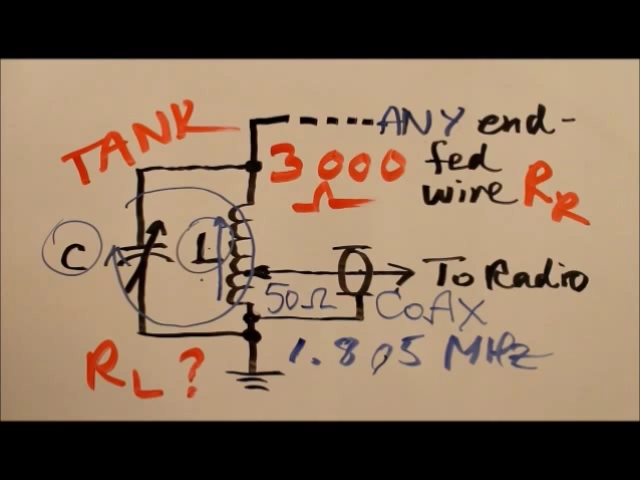 TANK
ANY end-
fed
wire RR
3000
Ω
C
L
To Radio
50Ω
COAX
1.805 MHz
RL?